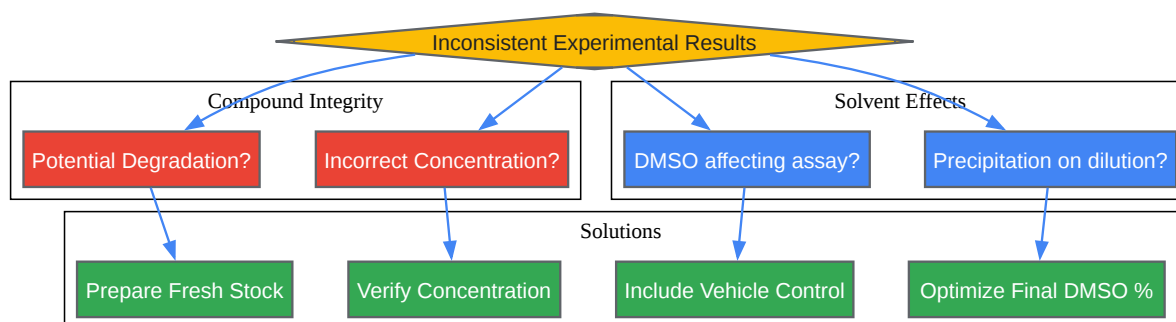 Inconsistent Experimental Results
Compound Integrity
Solvent Effects
Potential Degradation?
Incorrect Concentration?
DMSO affecting assay?
Precipitation on dilution?
Solutions
Prepare Fresh Stock
Verify Concentration
Include Vehicle Control
Optimize Final DMSO %